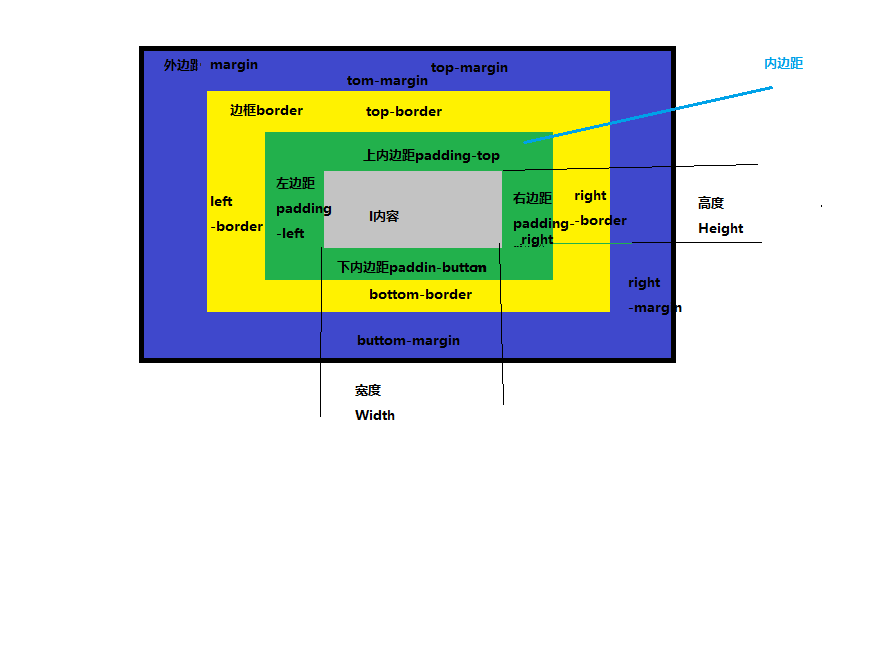 外边距 margin
top-margin
tom-margin
内边距
边框border
top-border
上内边距padding-top
左边距
padding
-left
left
-border
I内容
右边距
padding-
right
right
-border
高度
Height
下内边距paddin-button
bottom-border
right
-margin
buttom-margin
宽度
Width